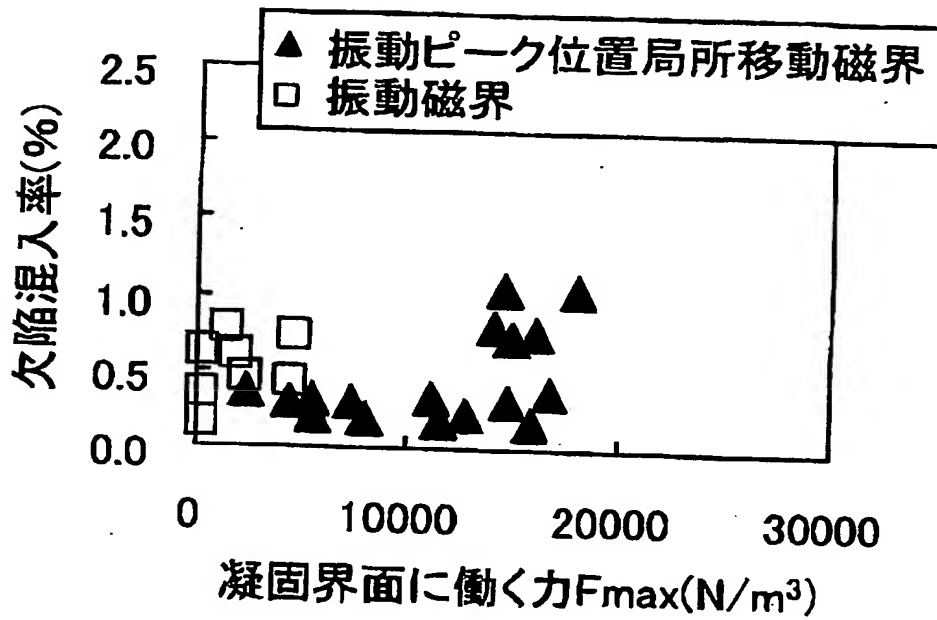 ▲ 振動ピーク位置局所移動磁界
□ 振動磁界
欠陥混入率(%)
2.5
2.0
1.5
1.0
0.5
0.0
0 10000 20000 30000
凝固界面に働く力Fmax(N/m³)